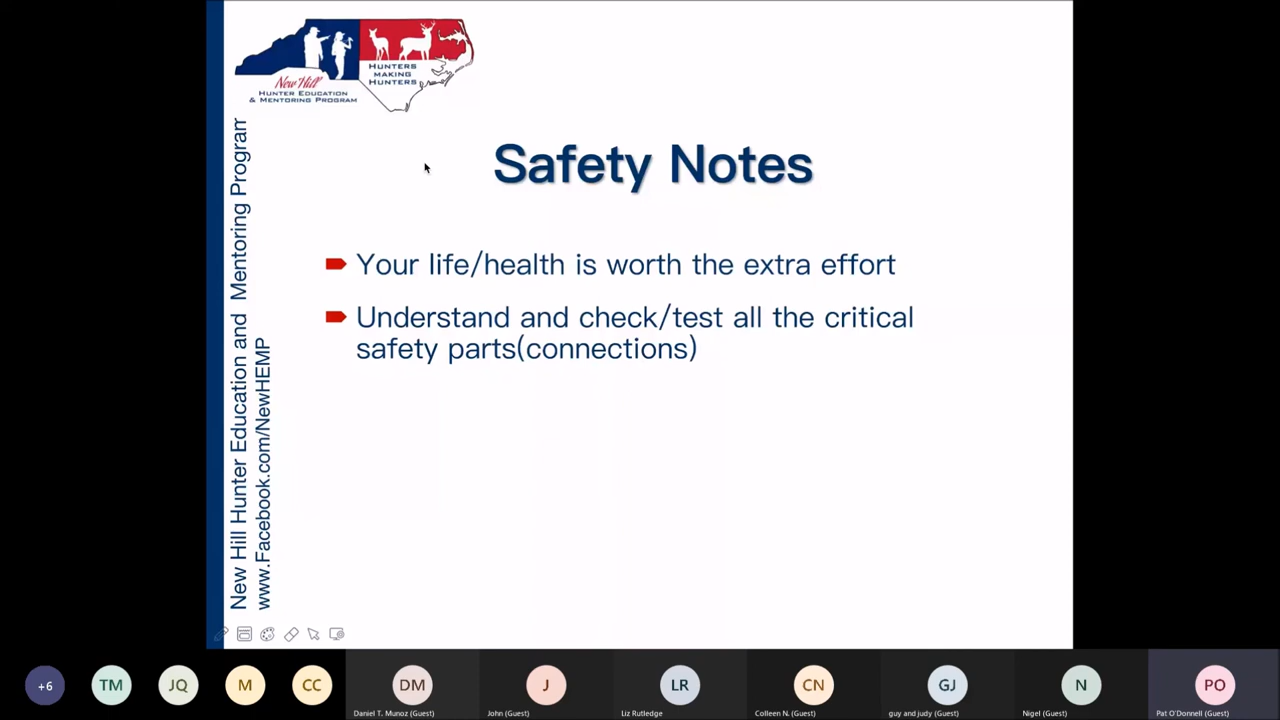 New Hill
HUNTER EDUCATION
& MENTORING PROGRAM
HUNTERS
MAKING
HUNTERS
New Hill Hunter Education and Mentoring Program
www.Facebook.com/NewHEMP
Safety Notes
Your life/health is worth the extra effort
Understand and check/test all the critical
safety parts(connections)
+6
TM
JQ
M
CC
DM
J
LR
CN
GJ
N
PO
Daniel T. Munoz (Guest)
John (Guest)
Liz Rutledge
Colleen N. (Guest)
guy and judy (Guest)
Nigel (Guest)
Pat O'Donnell (Guest)